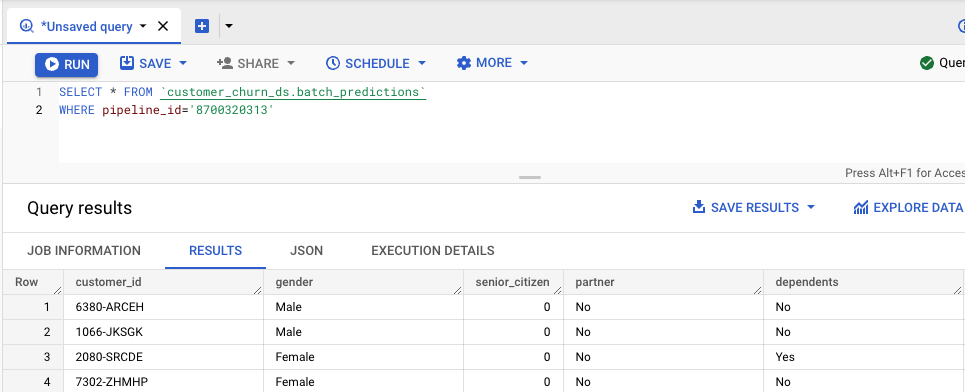 *Unsaved query
RUN SAVE SHARE SCHEDULE MORE Quer
1 SELECT * FROM `customer_churn_ds.batch_predictions`
2 WHERE pipeline_id='8700320313'
Press Alt+F1 for Acces
Query results SAVE RESULTS EXPLORE DATA
JOB INFORMATION RESULTS JSON EXECUTION DETAILS
Row customer_id gender senior_citizen partner dependents
1 6380-ARCEH Male 0 No No
2 1066-JKSGK Male 0 No No
3 2080-SRCDE Female 0 No Yes
4 7302-ZHMHP Female 0 No No